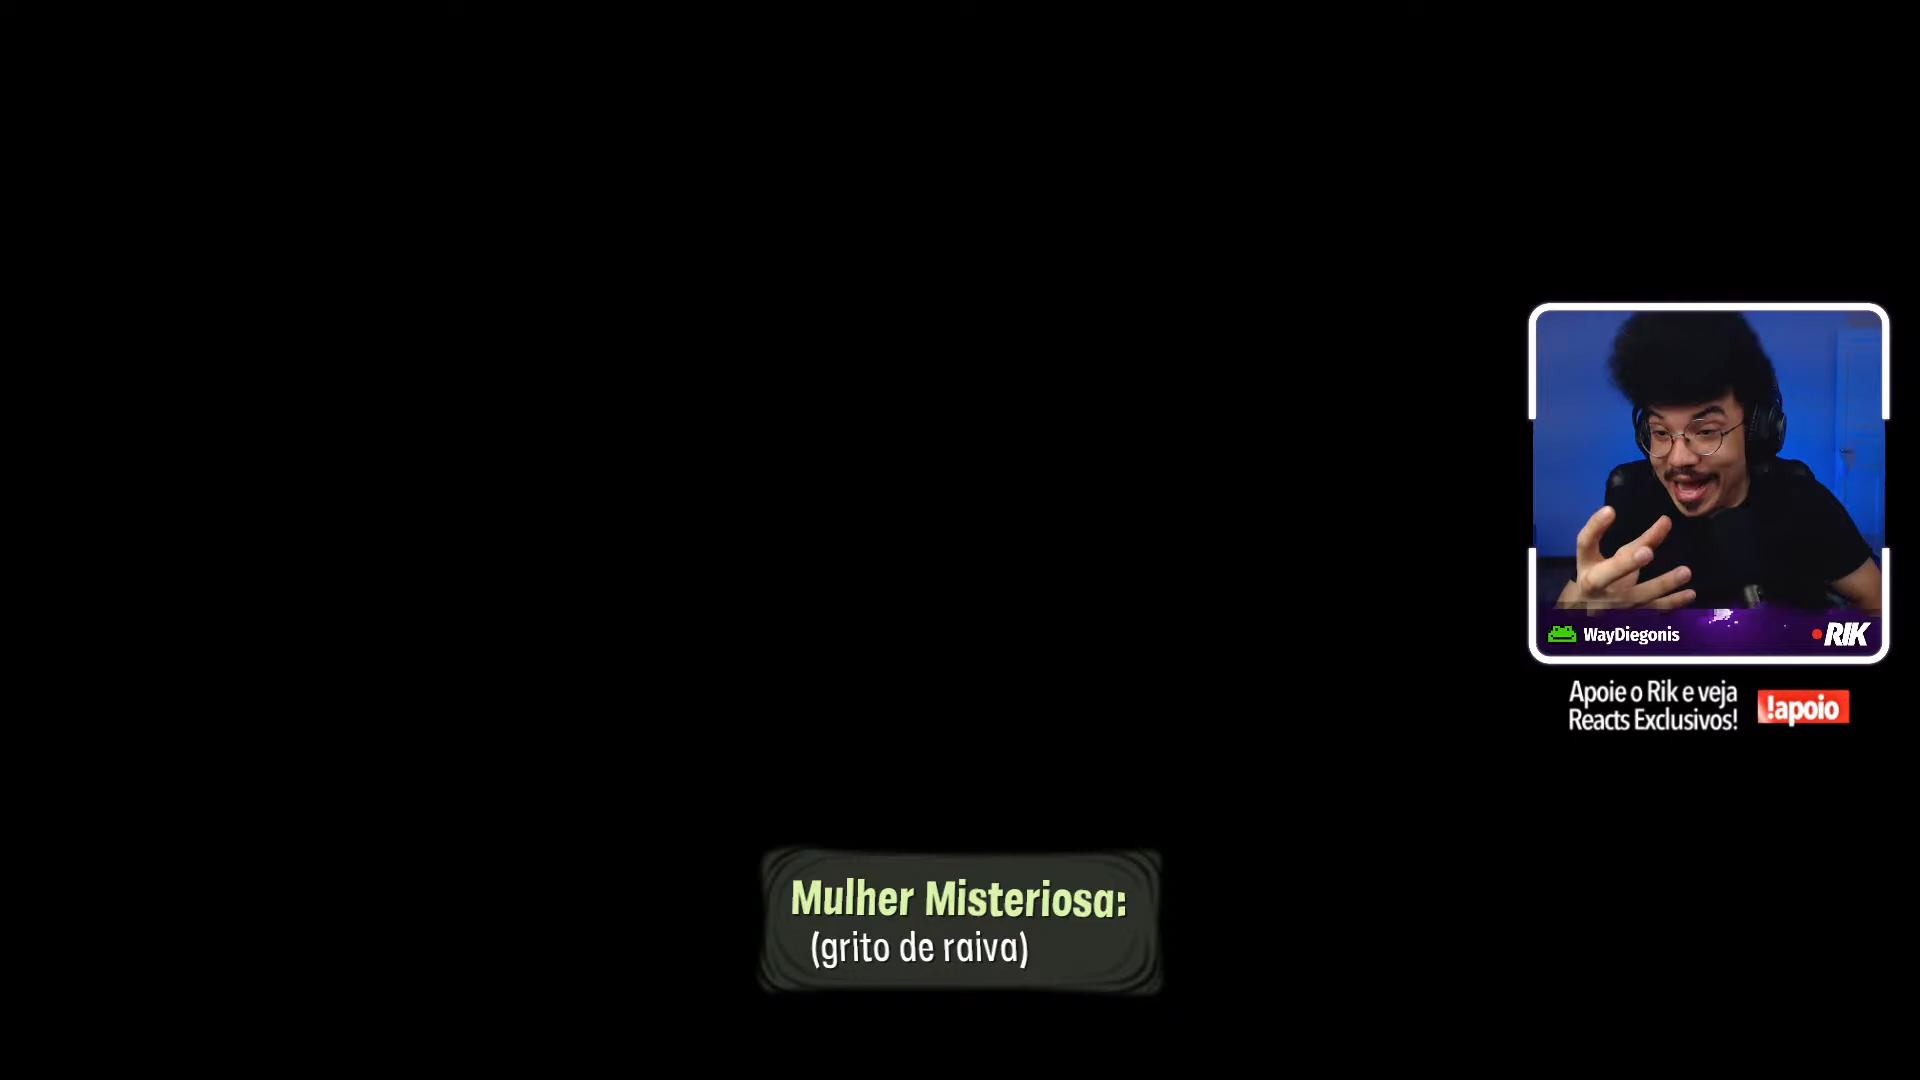 WayDiegonis
RIK
Apoie o Rik e veja
Reacts Exclusivos!
!apoio
Mulher Misteriosa:
(grito de raiva)